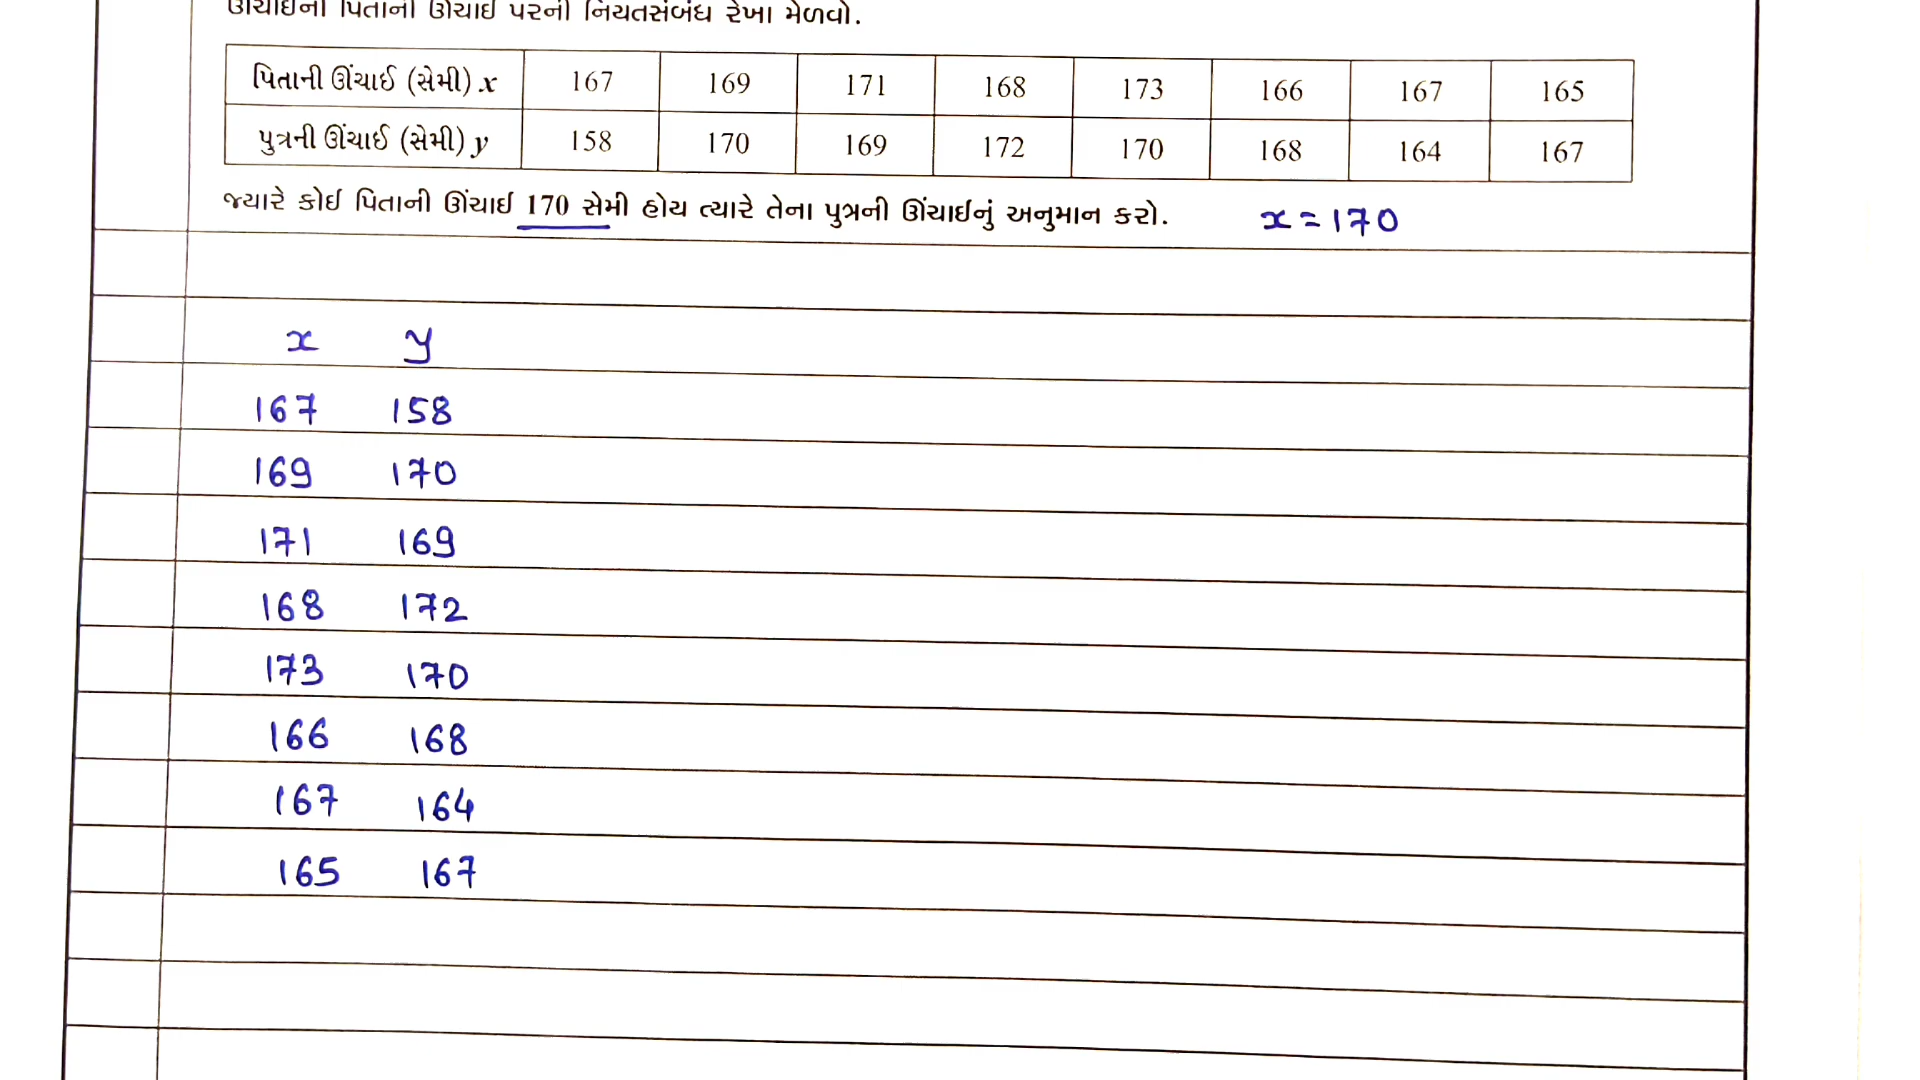 ઊંચાઈની પિતાની ઊંચાઈ પરની નિયતસંબંધ રેખા મેળવો.
પિતાની ઊંચાઈ (સેમી) x 167 169 171 168 173 166 167 165
પુત્રની ઊંચાઈ (સેમી) y 158 170 169 172 170 168 164 167
જ્યારે કોઈ પિતાની ઊંચાઈ 170 સેમી હોય ત્યારે તેના પુત્રની ઊંચાઈનું અનુમાન કરો. x = 170
x y
167 158
169 170
171 169
168 172
173 170
166 168
167 164
165 167